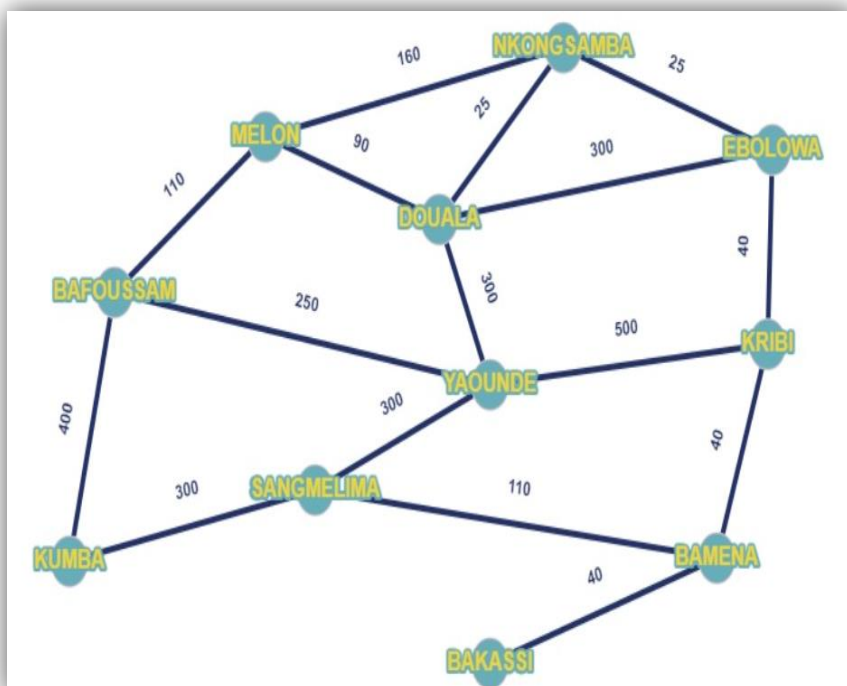 NKONGSAMBA
160
25
MELON
25
90
EBOLOWA
300
110
DOUALA
40
BAFOUSSAM
300
250
500
KRIBI
YAOUNDE
300
400
40
300
SANGMELIMA
110
KUMBA
BAMENA
40
BAKASSI